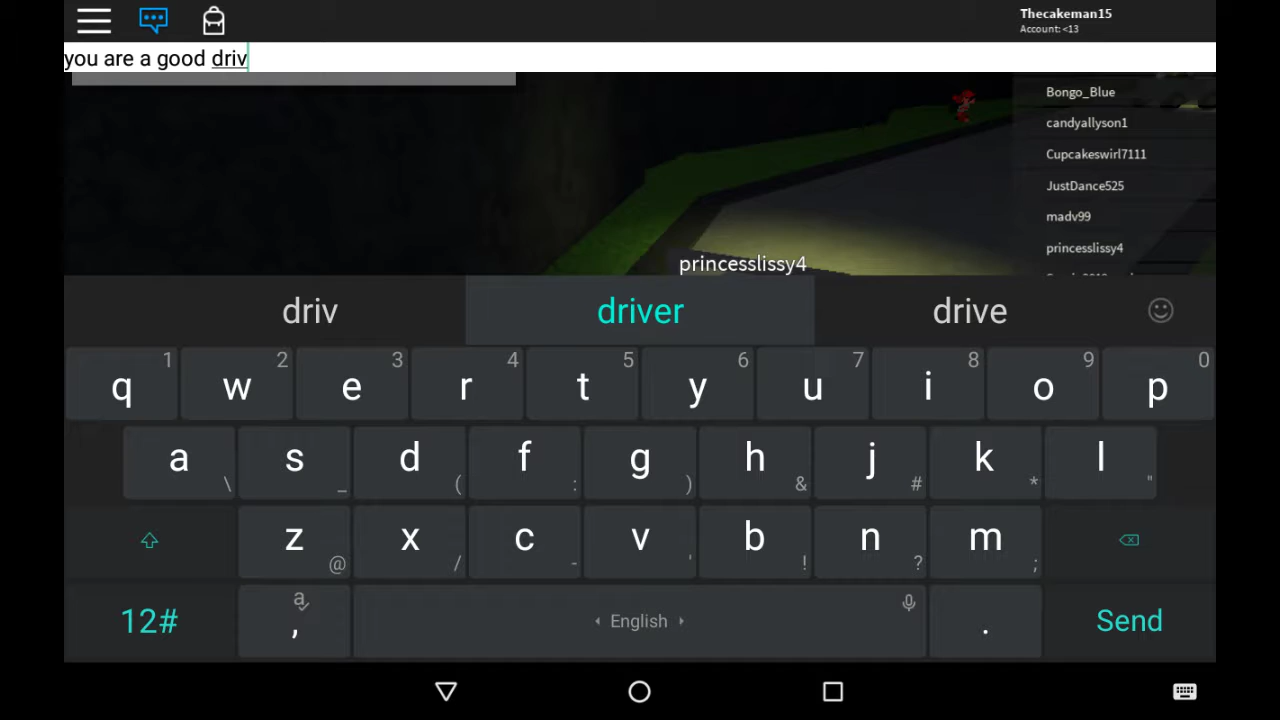 Thecakeman15
Account: <13
you are a good driv
Bongo_Blue
candyallyson1
Cupcakeswirl7111
JustDance525
madv99
princesslissy4
princesslissy4
driv driver drive
1 2 3 4 5 6 7 8 9 0
q w e r t y u i o p
a s d f g h j k l
\ _ ( : ) & # * "
z x c v b n m
@ / - ' ! ? ;
12# a , English . Send